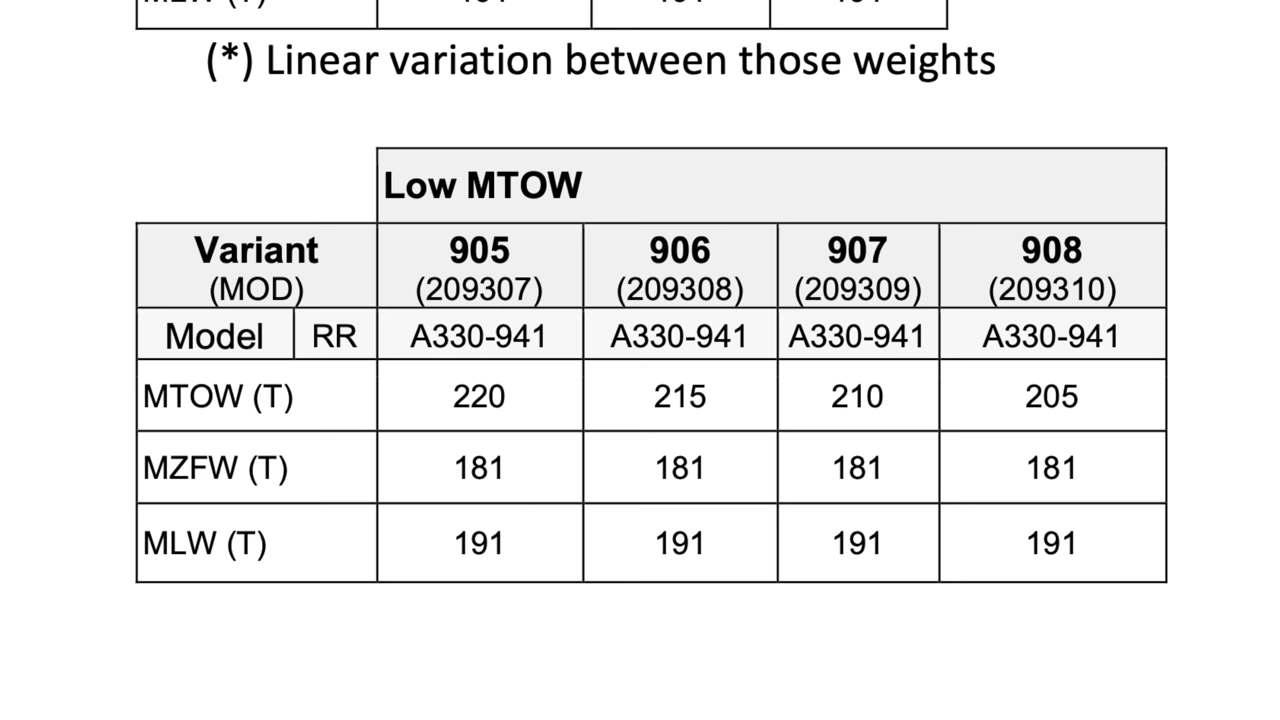 (*) Linear variation between those weights
Low MTOW
Variant 905 906 907 908
(MOD) (209307) (209308) (209309) (209310)
Model RR A330-941 A330-941 A330-941 A330-941
MTOW (T) 220 215 210 205
MZFW (T) 181 181 181 181
MLW (T) 191 191 191 191